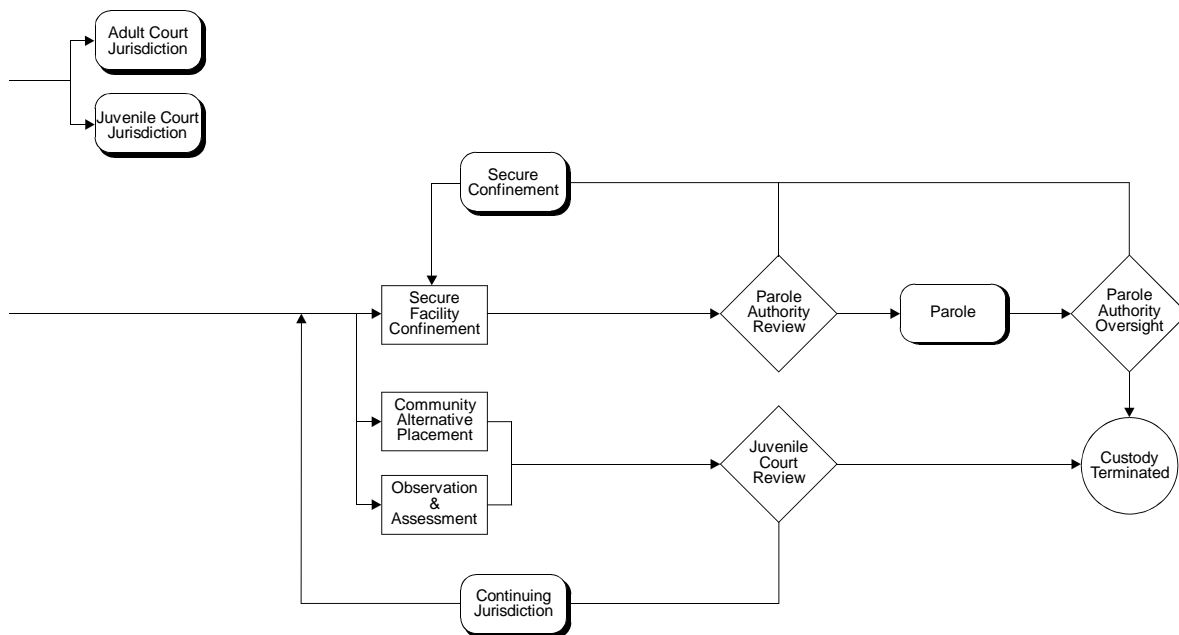 Adult Court
Jurisdiction
Juvenile Court
Jurisdiction
Secure
Confinement
Secure
Facility
Confinement
Parole
Authority
Review
Parole
Parole
Authority
Oversight
Community
Alternative
Placement
Juvenile
Court
Review
Custody
Terminated
Observation
&
Assessment
Continuing
Jurisdiction